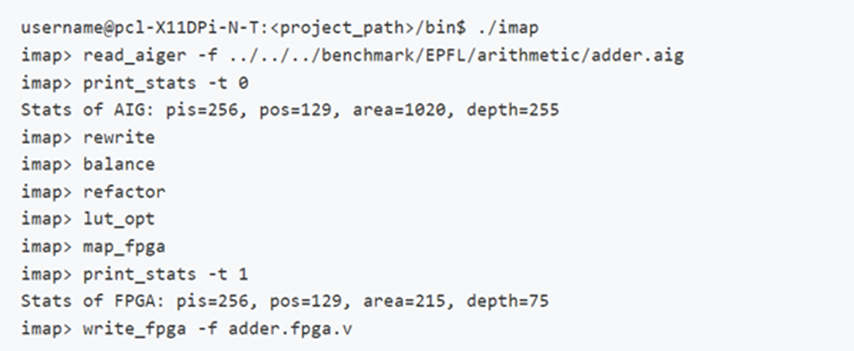 username@pcl-X11DPi-N-T:<project_path>/bin$ ./imap
imap> read_aiger -f ../../../benchmark/EPFL/arithmetic/adder.aig
imap> print_stats -t 0
Stats of AIG: pis=256, pos=129, area=1020, depth=255
imap> rewrite
imap> balance
imap> refactor
imap> lut_opt
imap> map_fpga
imap> print_stats -t 1
Stats of FPGA: pis=256, pos=129, area=215, depth=75
imap> write_fpga -f adder.fpga.v